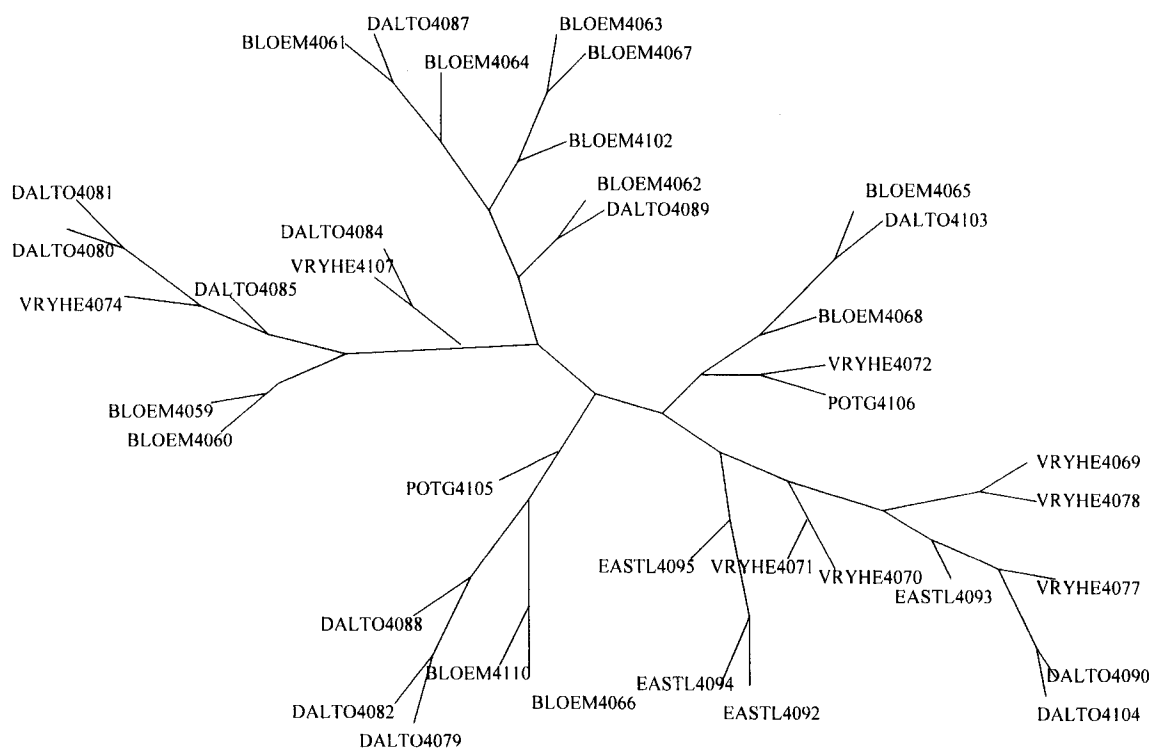 DALTO4087
BLOEM4063
BLOEM4061
BLOEM4067
BLOEM4064
BLOEM4102
BLOEM4062
BLOEM4065
DALTO4081
DALTO4089
DALTO4103
DALTO4084
DALTO4080
VRYHE4107
DALTO4085
VRYHE4074
BLOEM4068
VRYHE4072
POTG4106
BLOEM4059
BLOEM4060
VRYHE4069
POTG4105
VRYHE4078
EASTL4095
VRYHE4071
VRYHE4070
VRYHE4077
EASTL4093
DALTO4088
BLOEM4110
DALTO4090
EASTL4094
BLOEM4066
DALTO4082
EASTL4092
DALTO4104
DALTO4079